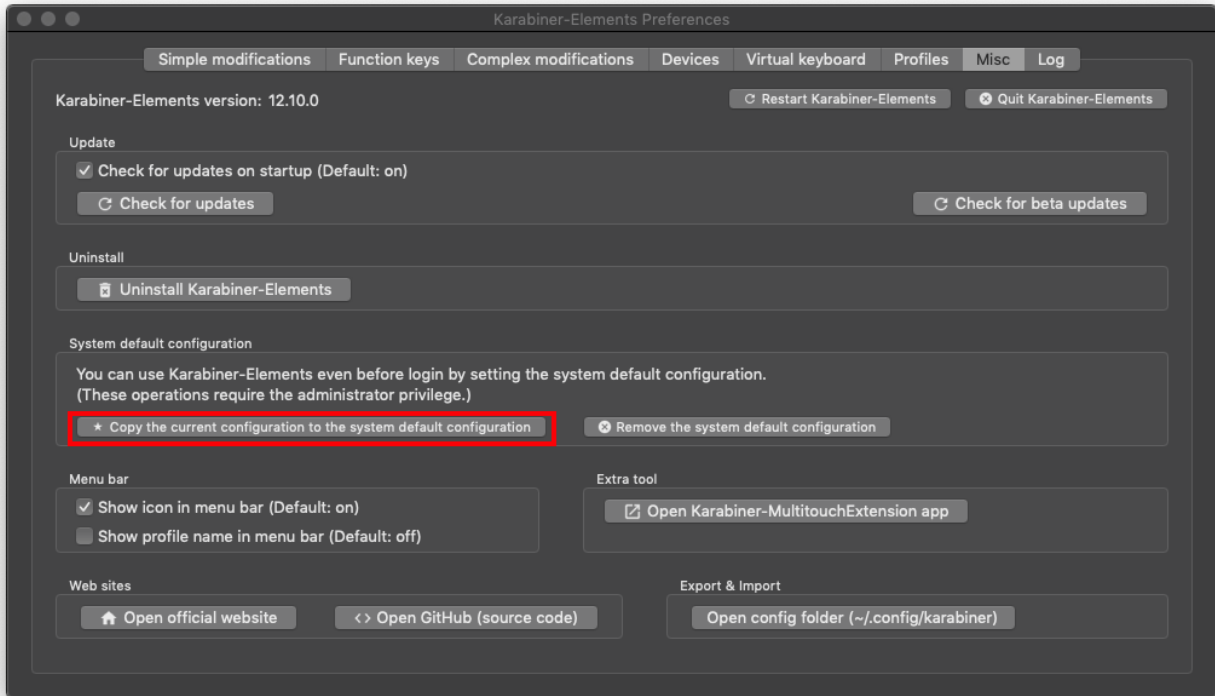 Karabiner-Elements Preferences
Simple modifications Function keys Complex modifications Devices Virtual keyboard Profiles Misc Log
Karabiner-Elements version: 12.10.0 Restart Karabiner-Elements Quit Karabiner-Elements
Update
Check for updates on startup (Default: on)
Check for updates Check for beta updates
Uninstall
Uninstall Karabiner-Elements
System default configuration
You can use Karabiner-Elements even before login by setting the system default configuration.
(These operations require the administrator privilege.)
★ Copy the current configuration to the system default configuration Remove the system default configuration
Menu bar
Show icon in menu bar (Default: on)
Show profile name in menu bar (Default: off)
Extra tool
Open Karabiner-MultitouchExtension app
Web sites
Open official website <> Open GitHub (source code)
Export & Import
Open config folder (~/.config/karabiner)